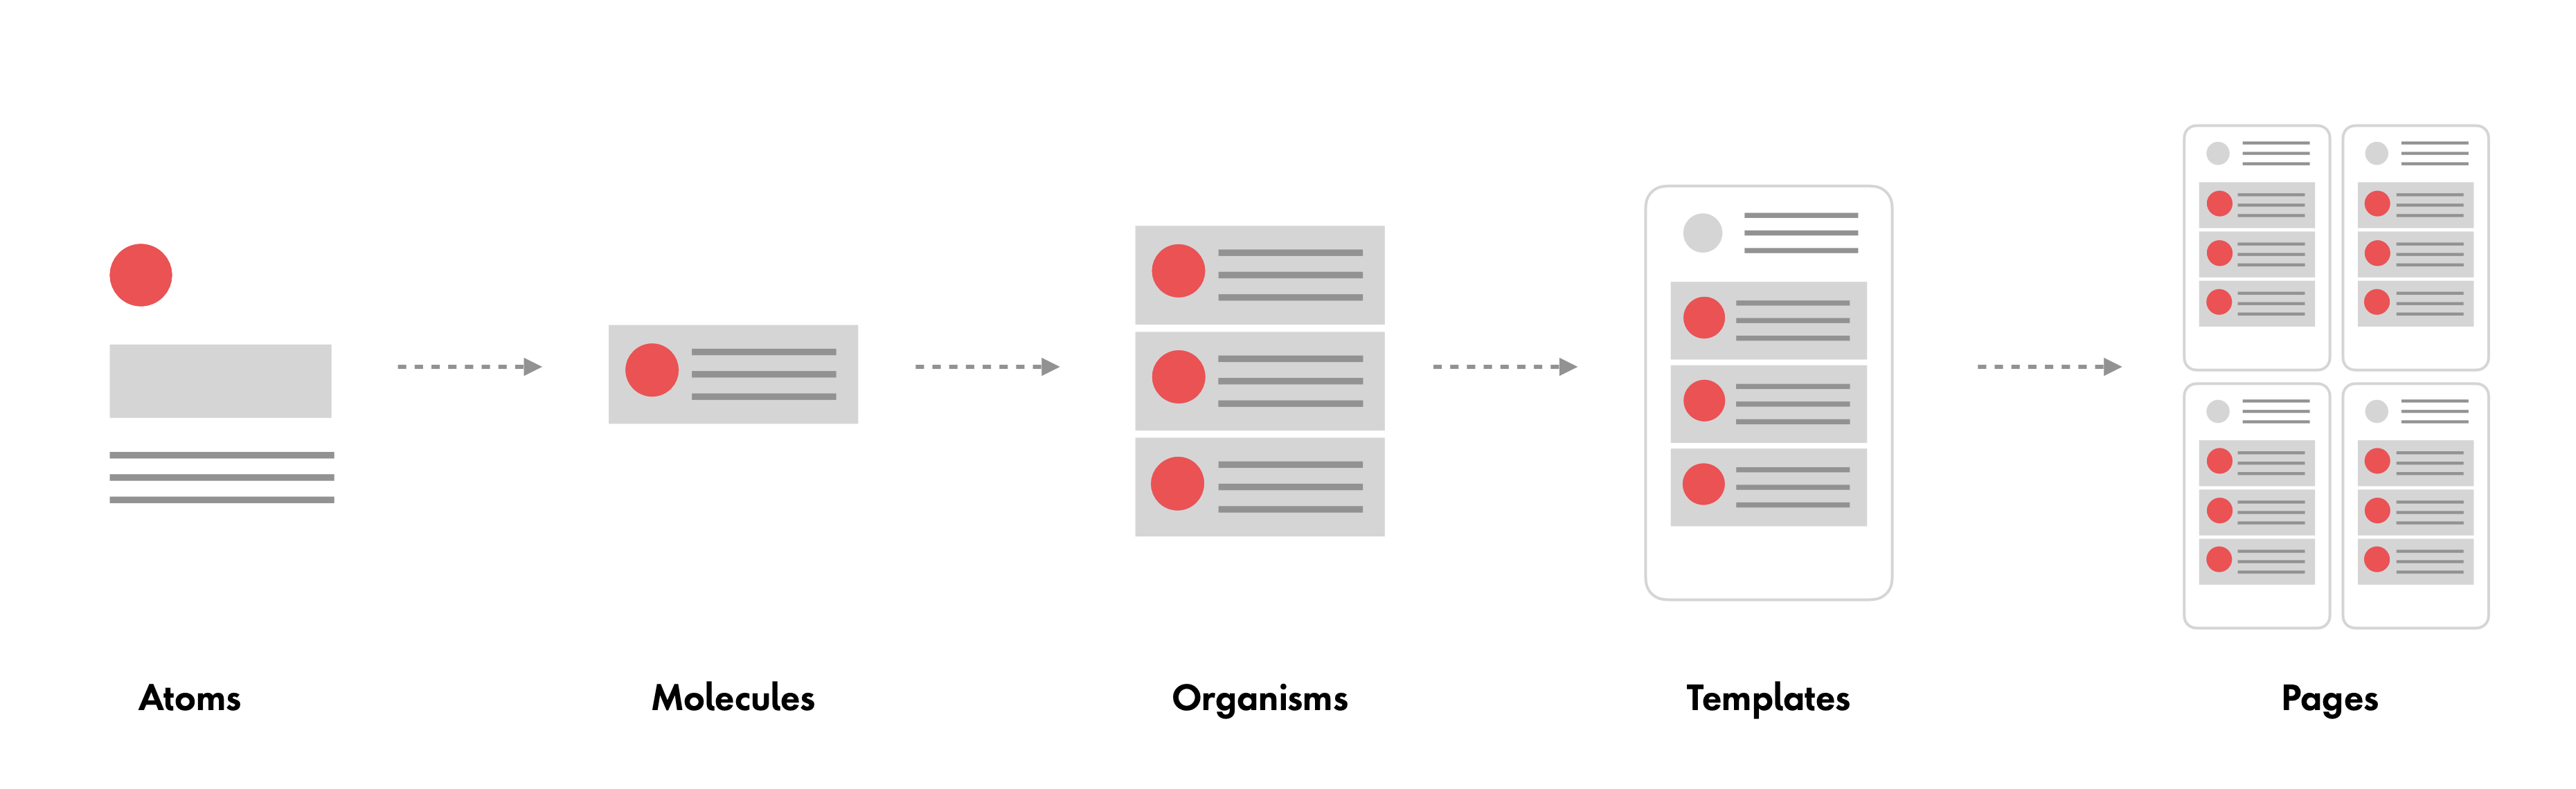 Atoms
Molecules
Organisms
Templates
Pages